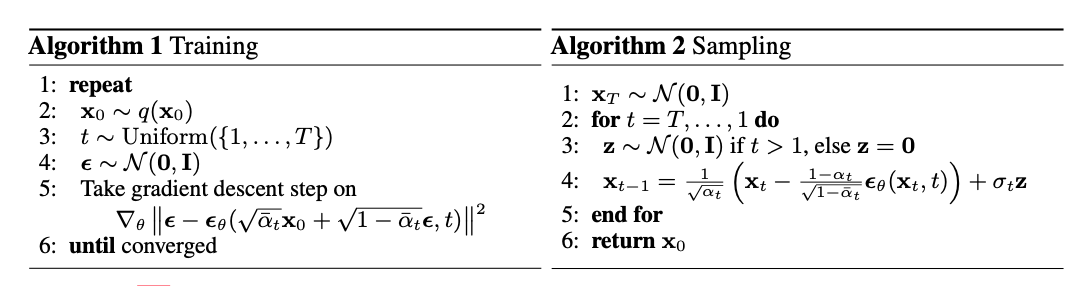 Algorithm 1 Training
1: repeat
2: x₀ ∼ q(x₀)
3: t ∼ Uniform({1, . . . , T})
4: ϵ ∼ 𝒩(0, I)
5: Take gradient descent step on
∇_θ ‖ϵ − ϵ_θ(√ᾱ_t x₀ + √(1 − ᾱ_t) ϵ, t)‖²
6: until converged
Algorithm 2 Sampling
1: x_T ∼ 𝒩(0, I)
2: for t = T, . . . , 1 do
3: z ∼ 𝒩(0, I) if t > 1, else z = 0
4: x_{t−1} = 1/√α_t (x_t − (1−α_t)/√(1−ᾱ_t) ϵ_θ(x_t, t)) + σ_t z
5: end for
6: return x₀